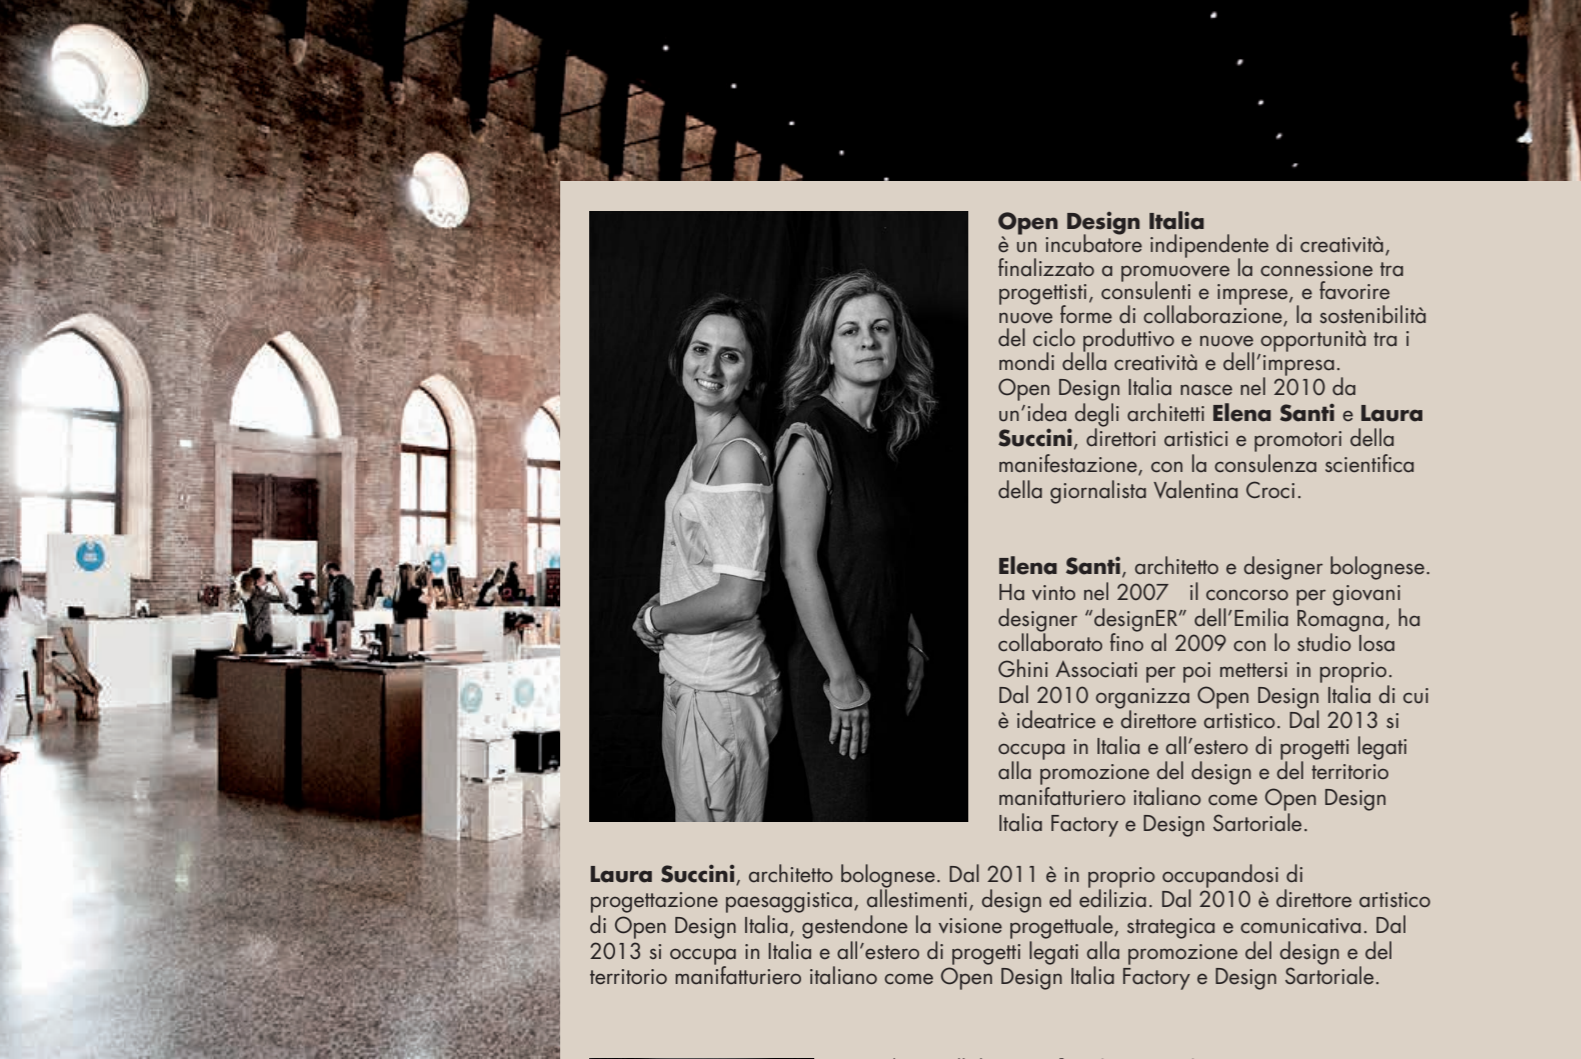 Open Design Italia
è un incubatore indipendente di creatività,
finalizzato a promuovere la connessione tra
progettisti, consulenti e imprese, e favorire
nuove forme di collaborazione, la sostenibilità
del ciclo produttivo e nuove opportunità tra i
mondi della creatività e dell'impresa.
Open Design Italia nasce nel 2010 da
un'idea degli architetti Elena Santi e Laura
Succini, direttori artistici e promotori della
manifestazione, con la consulenza scientifica
della giornalista Valentina Croci.
Elena Santi, architetto e designer bolognese.
Ha vinto nel 2007 il concorso per giovani
designer “designER” dell'Emilia Romagna, ha
collaborato fino al 2009 con lo studio Iosa
Ghini Associati per poi mettersi in proprio.
Dal 2010 organizza Open Design Italia di cui
è ideatrice e direttore artistico. Dal 2013 si
occupa in Italia e all'estero di progetti legati
alla promozione del design e del territorio
manifatturiero italiano come Open Design
Italia Factory e Design Sartoriale.
Laura Succini, architetto bolognese. Dal 2011 è in proprio occupandosi di
progettazione paesaggistica, allestimenti, design ed edilizia. Dal 2010 è direttore artistico
di Open Design Italia, gestendone la visione progettuale, strategica e comunicativa. Dal
2013 si occupa in Italia e all'estero di progetti legati alla promozione del design e del
territorio manifatturiero italiano come Open Design Italia Factory e Design Sartoriale.